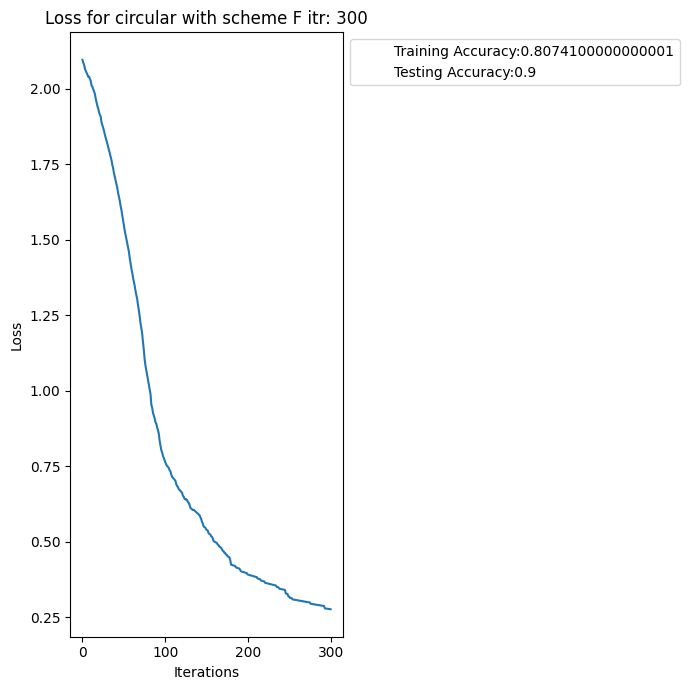 Loss for circular with scheme F itr: 300
Training Accuracy:0.8074100000000001
Testing Accuracy:0.9
2.00
1.75
1.50
1.25
1.00
0.75
0.50
0.25
Loss
0 100 200 300
Iterations